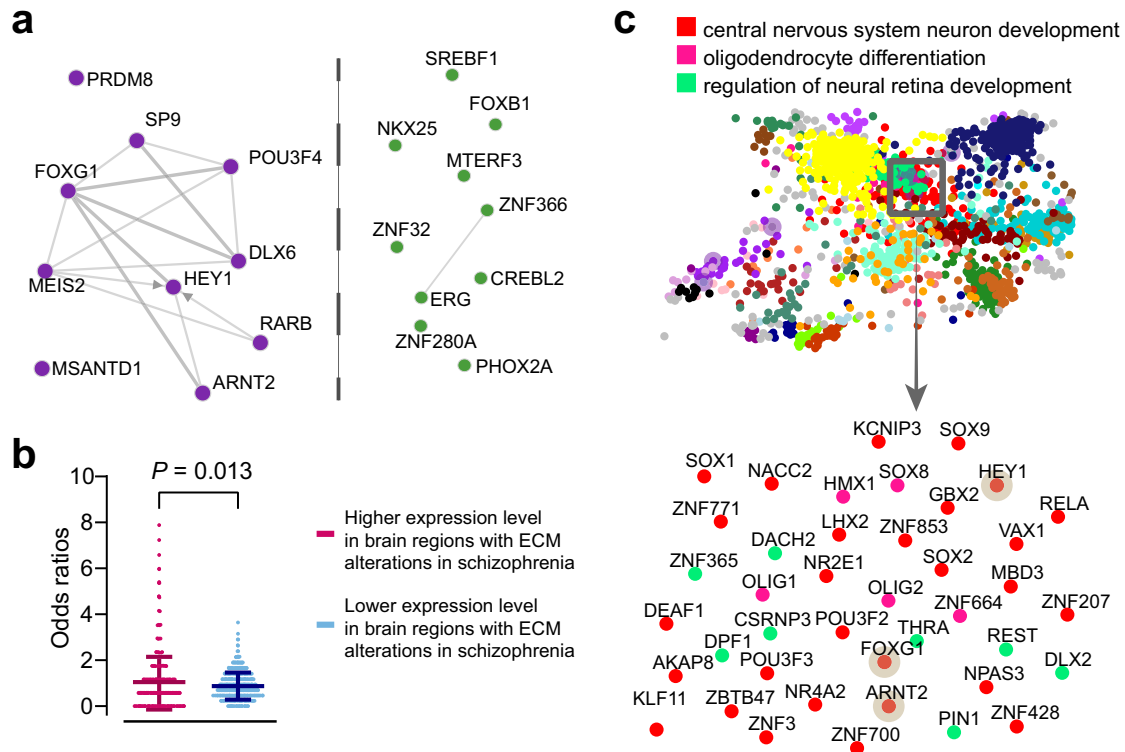 a
PRDM8
SP9
POU3F4
FOXG1
DLX6
MEIS2
HEY1
RARB
MSANTD1
ARNT2
SREBF1
FOXB1
NKX25
MTERF3
ZNF366
ZNF32
CREBL2
ERG
ZNF280A
PHOX2A
b
P = 0.013
Odds ratios
10
8
6
4
2
0
Higher expression level
in brain regions with ECM
alterations in schizophrenia
Lower expression level
in brain regions with ECM
alterations in schizophrenia
c
central nervous system neuron development
oligodendrocyte differentiation
regulation of neural retina development
KCNIP3
SOX9
SOX1
NACC2
HMX1
SOX8
HEY1
GBX2
RELA
ZNF771
LHX2
ZNF853
VAX1
DACH2
ZNF365
NR2E1
SOX2
MBD3
OLIG1
OLIG2
DEAF1
CSRNP3
POU3F2
ZNF664
ZNF207
THRA
DPF1
REST
FOXG1
AKAP8
POU3F3
NPAS3
DLX2
KLF11
ZBTB47
NR4A2
ARNT2
ZNF3
ZNF700
PIN1
ZNF428